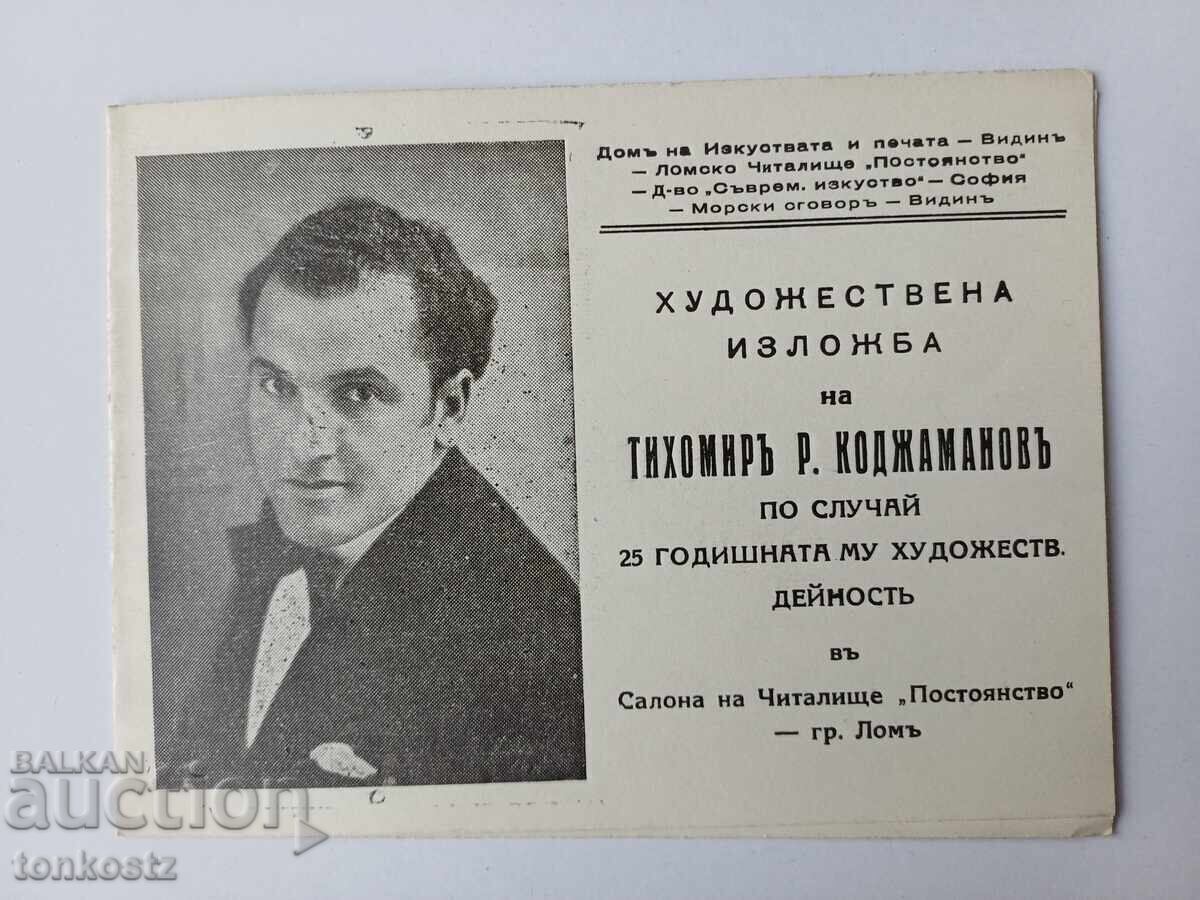 Домъ на Изкуствата и печата — Видинъ
— Ломско Читалище „Постоянство“
— Д-во „Съврем. изкуство“ — София
— Морски сговоръ — Видинъ
ХУДОЖЕСТВЕНА
ИЗЛОЖБА
на
ТИХОМИРЪ Р. КОДЖАМАНОВЪ
ПО СЛУЧАЙ
25 ГОДИШНАТА МУ ХУДОЖЕСТВ.
ДЕЙНОСТЬ
въ
Салона на Читалище „Постоянство“
— гр. Ломъ
BALKAN
auction
tonkostz